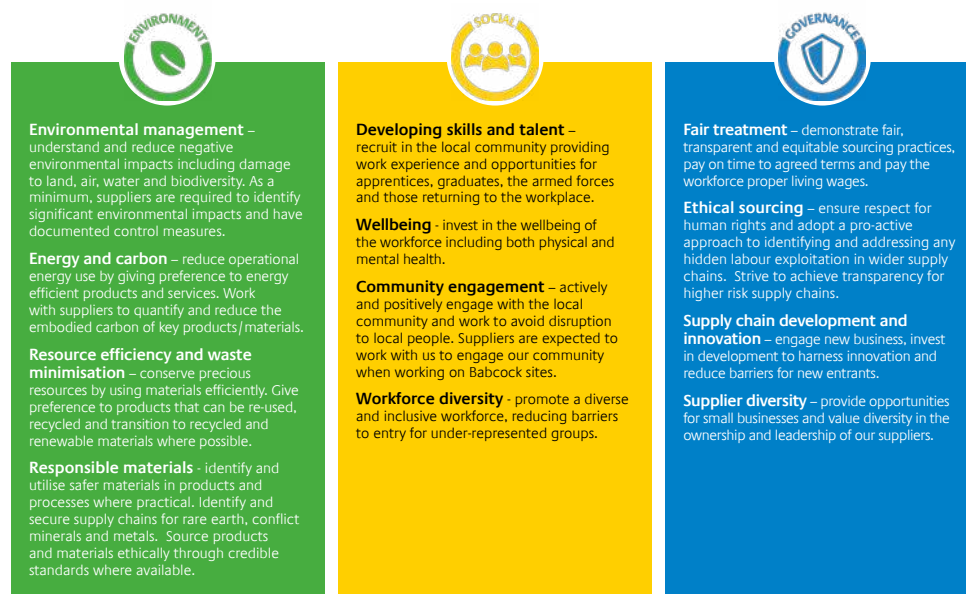 ENVIRONMENT
Environmental management –
understand and reduce negative
environmental impacts including damage
to land, air, water and biodiversity. As a
minimum, suppliers are required to identify
significant environmental impacts and have
documented control measures.
Energy and carbon – reduce operational
energy use by giving preference to energy
efficient products and services. Work
with suppliers to quantify and reduce the
embodied carbon of key products/materials.
Resource efficiency and waste
minimisation – conserve precious
resources by using materials efficiently. Give
preference to products that can be re-used,
recycled and transition to recycled and
renewable materials where possible.
Responsible materials - identify and
utilise safer materials in products and
processes where practical. Identify and
secure supply chains for rare earth, conflict
minerals and metals. Source products
and materials ethically through credible
standards where available.
SOCIAL
Developing skills and talent –
recruit in the local community providing
work experience and opportunities for
apprentices, graduates, the armed forces
and those returning to the workplace.
Wellbeing - invest in the wellbeing of
the workforce including both physical and
mental health.
Community engagement – actively
and positively engage with the local
community and work to avoid disruption
to local people. Suppliers are expected to
work with us to engage our community
when working on Babcock sites.
Workforce diversity - promote a diverse
and inclusive workforce, reducing barriers
to entry for under-represented groups.
GOVERNANCE
Fair treatment – demonstrate fair,
transparent and equitable sourcing practices,
pay on time to agreed terms and pay the
workforce proper living wages.
Ethical sourcing – ensure respect for
human rights and adopt a pro-active
approach to identifying and addressing any
hidden labour exploitation in wider supply
chains. Strive to achieve transparency for
higher risk supply chains.
Supply chain development and
innovation – engage new business, invest
in development to harness innovation and
reduce barriers for new entrants.
Supplier diversity – provide opportunities
for small businesses and value diversity in the
ownership and leadership of our suppliers.